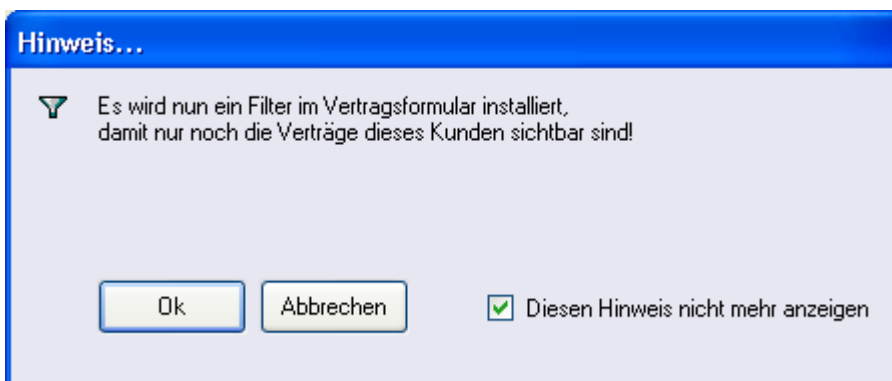 Hinweis...
Es wird nun ein Filter im Vertragsformular installiert,
damit nur noch die Verträge dieses Kunden sichtbar sind!
Ok
Abbrechen
Diesen Hinweis nicht mehr anzeigen